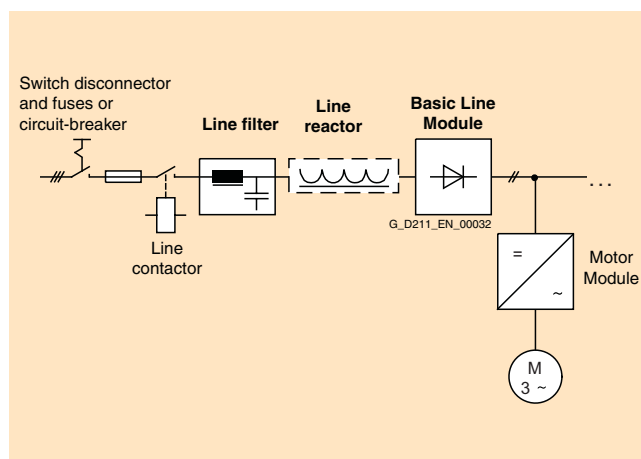 Switch disconnector
and fuses or
circuit-breaker
Line filter
Line
reactor
Basic Line
Module
G_D211_EN_00032
Line
contactor
...
=
~
Motor
Module
M
3 ~